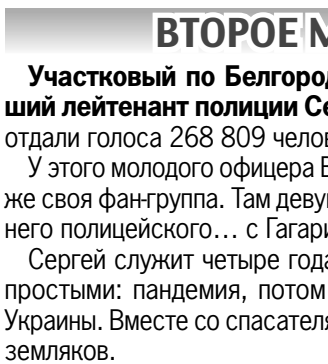 ВТОРОЕ
Участковый по Белгород
ший лейтенант полиции Се
отдали голоса 268 809 челов
У этого молодого офицера
же своя фан-группа. Там деву
него полицейского... с Гагари
Сергей служит четыре года
простыми: пандемия, потом
Украины. Вместе со спасателя
земляков.